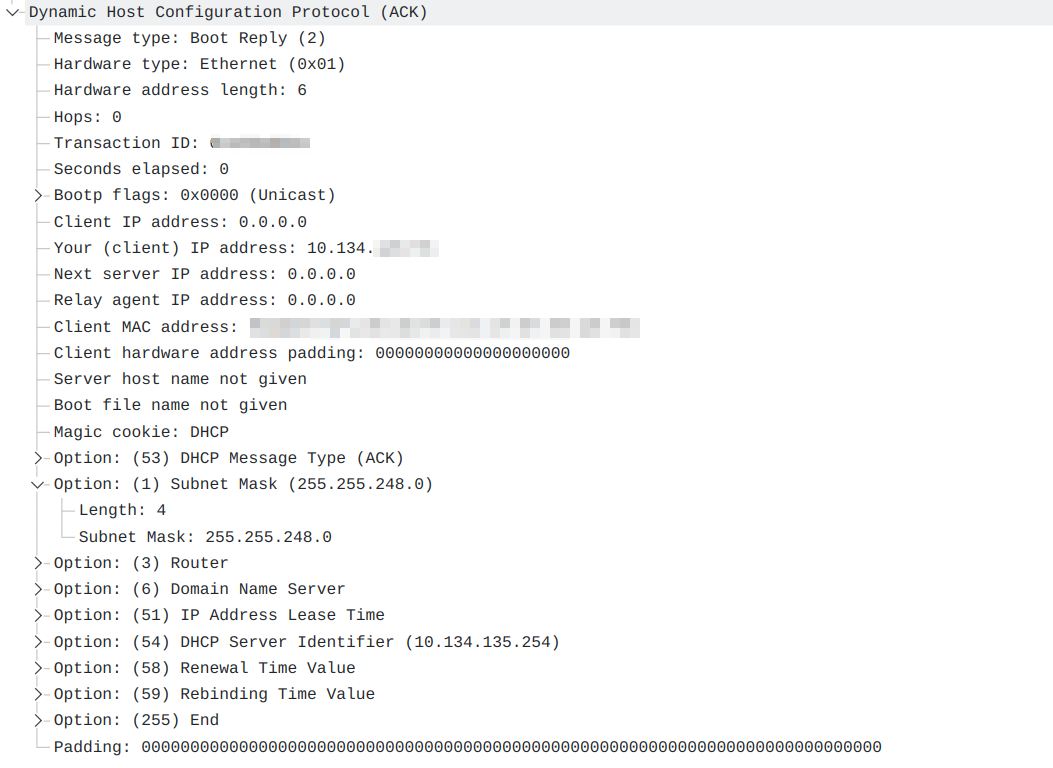 Dynamic Host Configuration Protocol (ACK)
Message type: Boot Reply (2)
Hardware type: Ethernet (0x01)
Hardware address length: 6
Hops: 0
Transaction ID:
Seconds elapsed: 0
Bootp flags: 0x0000 (Unicast)
Client IP address: 0.0.0.0
Your (client) IP address: 10.134.
Next server IP address: 0.0.0.0
Relay agent IP address: 0.0.0.0
Client MAC address:
Client hardware address padding: 00000000000000000000
Server host name not given
Boot file name not given
Magic cookie: DHCP
Option: (53) DHCP Message Type (ACK)
Option: (1) Subnet Mask (255.255.248.0)
Length: 4
Subnet Mask: 255.255.248.0
Option: (3) Router
Option: (6) Domain Name Server
Option: (51) IP Address Lease Time
Option: (54) DHCP Server Identifier (10.134.135.254)
Option: (58) Renewal Time Value
Option: (59) Rebinding Time Value
Option: (255) End
Padding: 0000000000000000000000000000000000000000000000000000000000000000000000000000